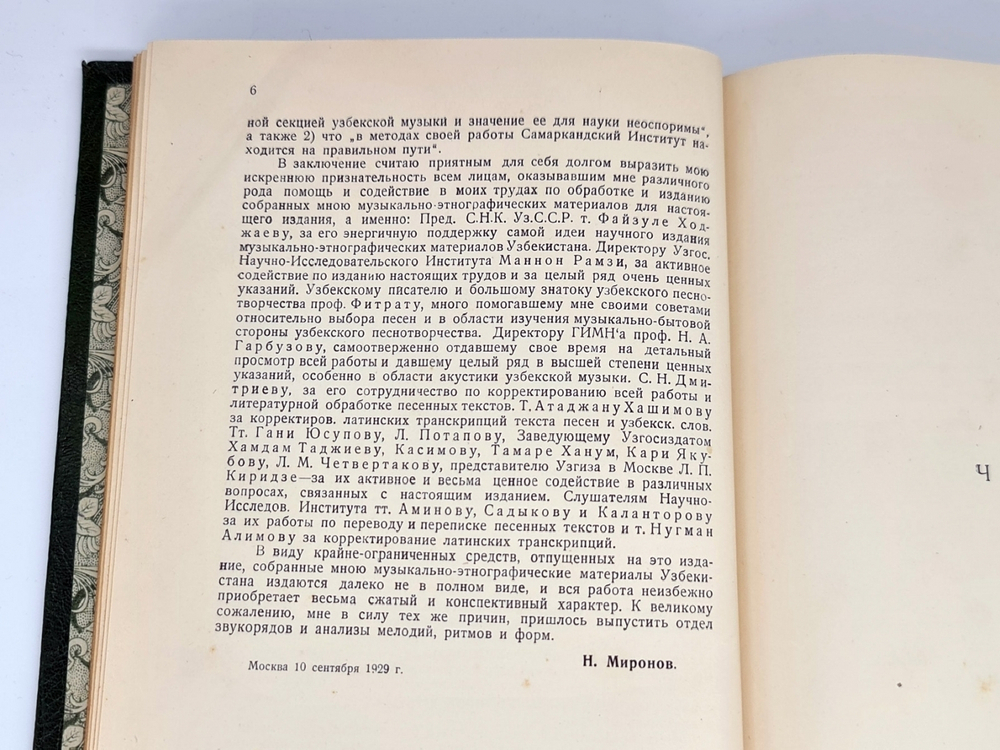 6
ной секцией узбекской музыки и значение ее для науки неоспоримы“,
а также 2) что „в методах своей работы Самаркандский Институт на-
ходится на правильном пути“.
В заключение считаю приятным для себя долгом выразить мою
искреннюю признательность всем лицам, оказывавшим мне различного
рода помощь и содействие в моих трудах по обработке и изданию
собранных мною музыкально-этнографических материалов для настоя-
щего издания, а именно: Пред. С.Н.К. Уз.С.С.Р. т. Файзуле Ход-
жаеву, за его энергичную поддержку самой идеи научного издания
музыкально-этнографических материалов Узбекистана. Директору Узгос.
Научно-Исследовательского Института Маннон Рамзи, за активное
содействие по изданию настоящих трудов и за целый ряд очень ценных
указаний. Узбекскому писателю и большому знатоку узбекского песно-
творчества проф. Фитрату, много помогавшему мне своими советами
относительно выбора песен и в области изучения музыкально-бытовой
стороны узбекского песнотворчества. Директору ГИМН‘а проф. Н. А.
Гарбузову, самоотверженно отдавшему свое время на детальный
просмотр всей работы и давшему целый ряд в высшей степени ценных
указаний, особенно в области акустики узбекской музыки. С. Н. Дми-
триеву, за его сотрудничество по корректированию всей работы и
литературной обработке песенных текстов. Т. Атаджану Хашимову
за корректиров. латинских транскрипций текста песен и узбекск. слов.
Тт. Гани Юсупову, Л. Потапову, Заведующему Узгосиздатом
Хамдам Таджиеву, Касимову, Тамаре Ханум, Кари Яку-
бову, Л. М. Четвертакову, представителю Узгиза в Москве Л. П.
Киридзе—за их активное и весьма ценное содействие в различных
вопросах, связанных с настоящим изданием. Слушателям Научно-
Исследов. Института тт. Аминову, Садыкову и Каланторову
за их работы по переводу и переписке песенных текстов и т. Нугман
Алимову за корректирование латинских транскрипций.
В виду крайне-ограниченных средств, отпущенных на это изда-
ние, собранные мною музыкально-этнографические материалы Узбеки-
стана издаются далеко не в полном виде, и вся работа неизбежно
приобретает весьма сжатый и конспективный характер. К великому
сожалению, мне в силу тех же причин, пришлось выпустить отдел
звукорядов и анализы мелодий, ритмов и форм.
Москва 10 сентября 1929 г.
Н. Миронов.
Ч